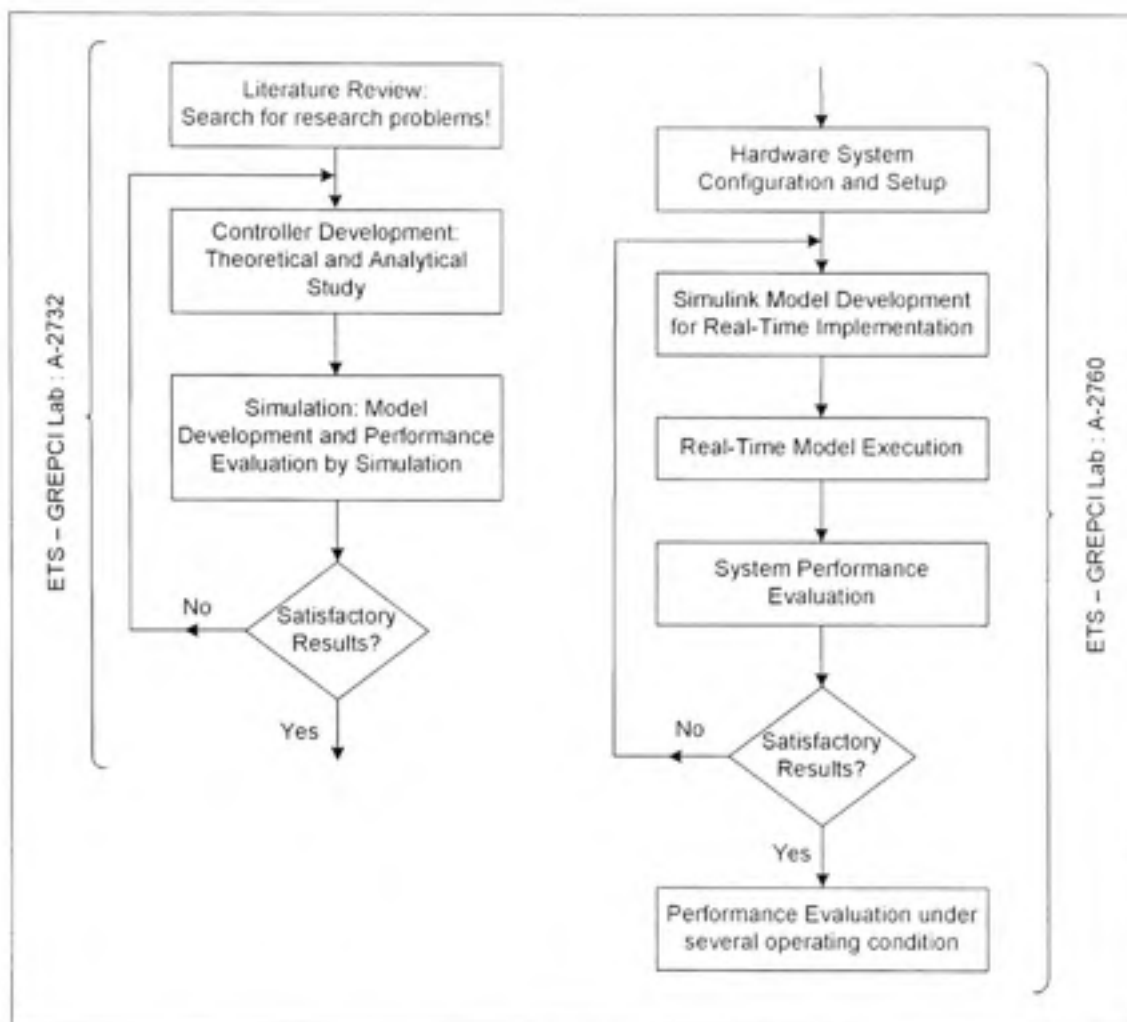 ETS – GREPCI Lab : A-2732
Literature Review:
Search for research problems!
Controller Development:
Theoretical and Analytical
Study
Simulation: Model
Development and Performance
Evaluation by Simulation
Satisfactory
Results?
No
Yes
Hardware System
Configuration and Setup
Simulink Model Development
for Real-Time Implementation
Real-Time Model Execution
System Performance
Evaluation
Satisfactory
Results?
No
Yes
Performance Evaluation under
several operating condition
ETS – GREPCI Lab : A-2760